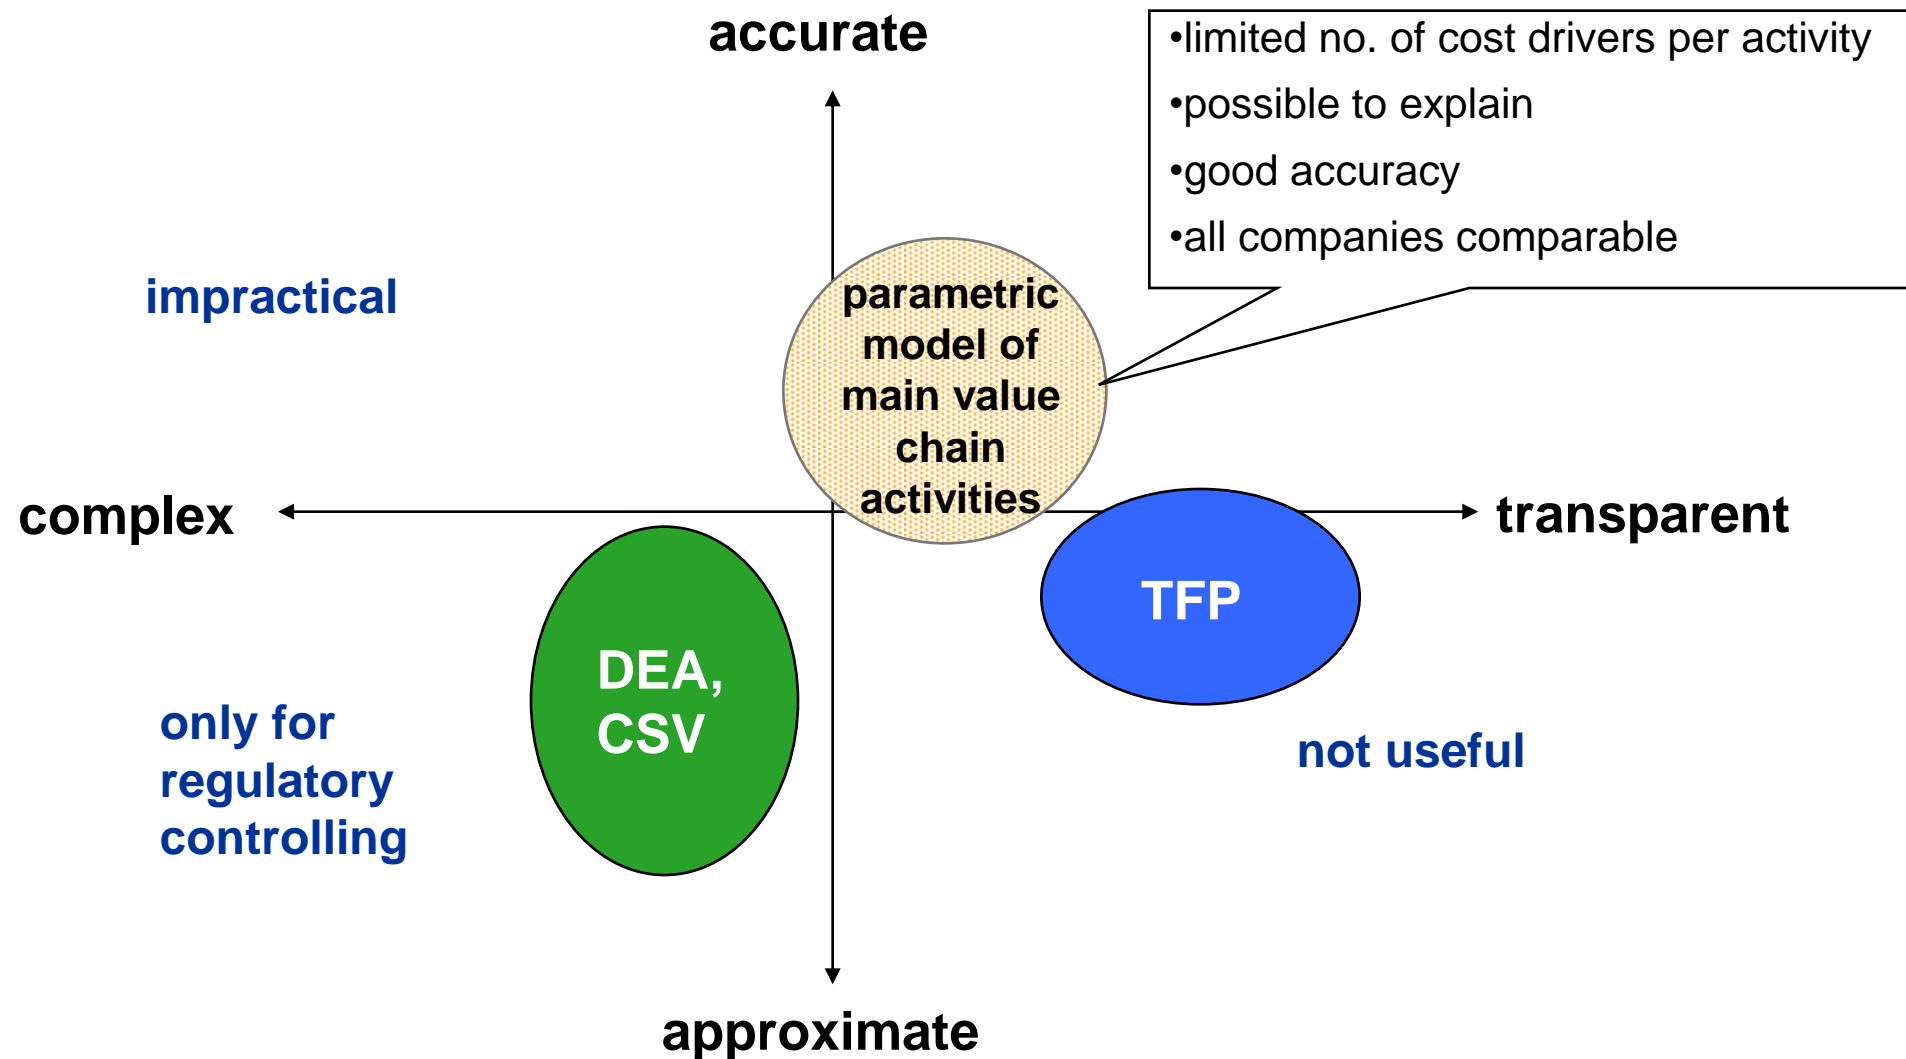 accurate
•limited no. of cost drivers per activity
•possible to explain
•good accuracy
•all companies comparable
impractical
parametric
model of
main value
chain
activities
complex
transparent
TFP
DEA,
CSV
only for
regulatory
controlling
not useful
approximate